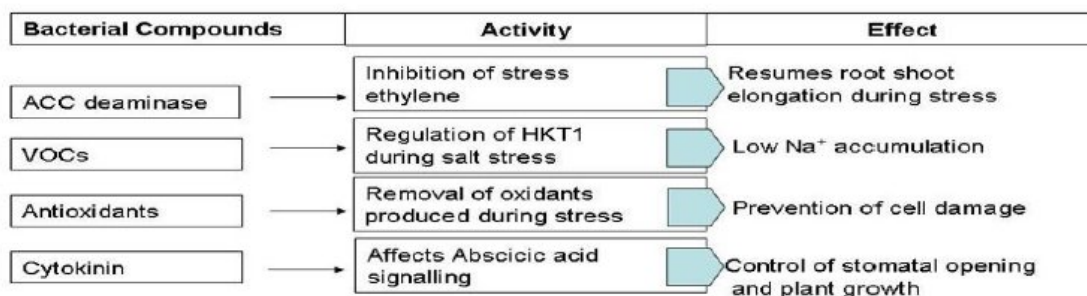 Bacterial Compounds Activity Effect
ACC deaminase
Inhibition of stress
ethylene
Resumes root shoot
elongation during stress
VOCs
Regulation of HKT1
during salt stress
Low Na⁺ accumulation
Antioxidants
Removal of oxidants
produced during stress
Prevention of cell damage
Cytokinin
Affects Abscicic acid
signalling
Control of stomatal opening
and plant growth